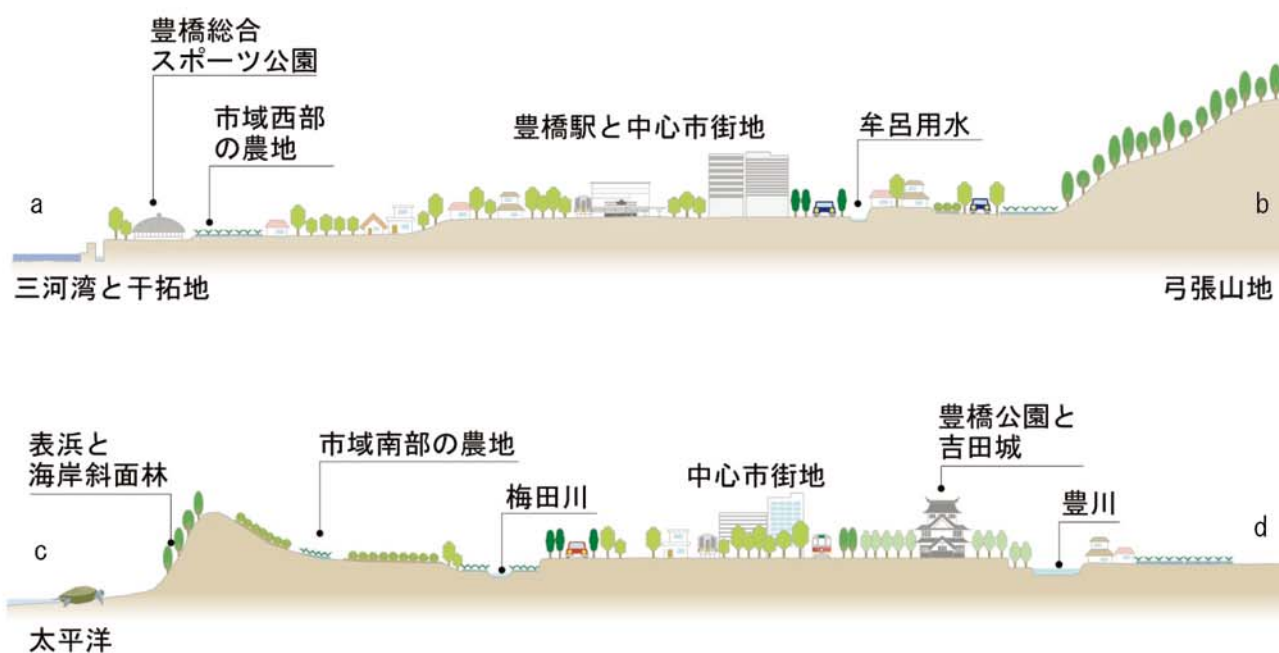 豊橋総合
スポーツ公園
市域西部
の農地
豊橋駅と中心市街地
牟呂用水
a
b
三河湾と干拓地
弓張山地
表浜と
海岸斜面林
市域南部の農地
梅田川
中心市街地
豊橋公園と
吉田城
豊川
c
d
太平洋